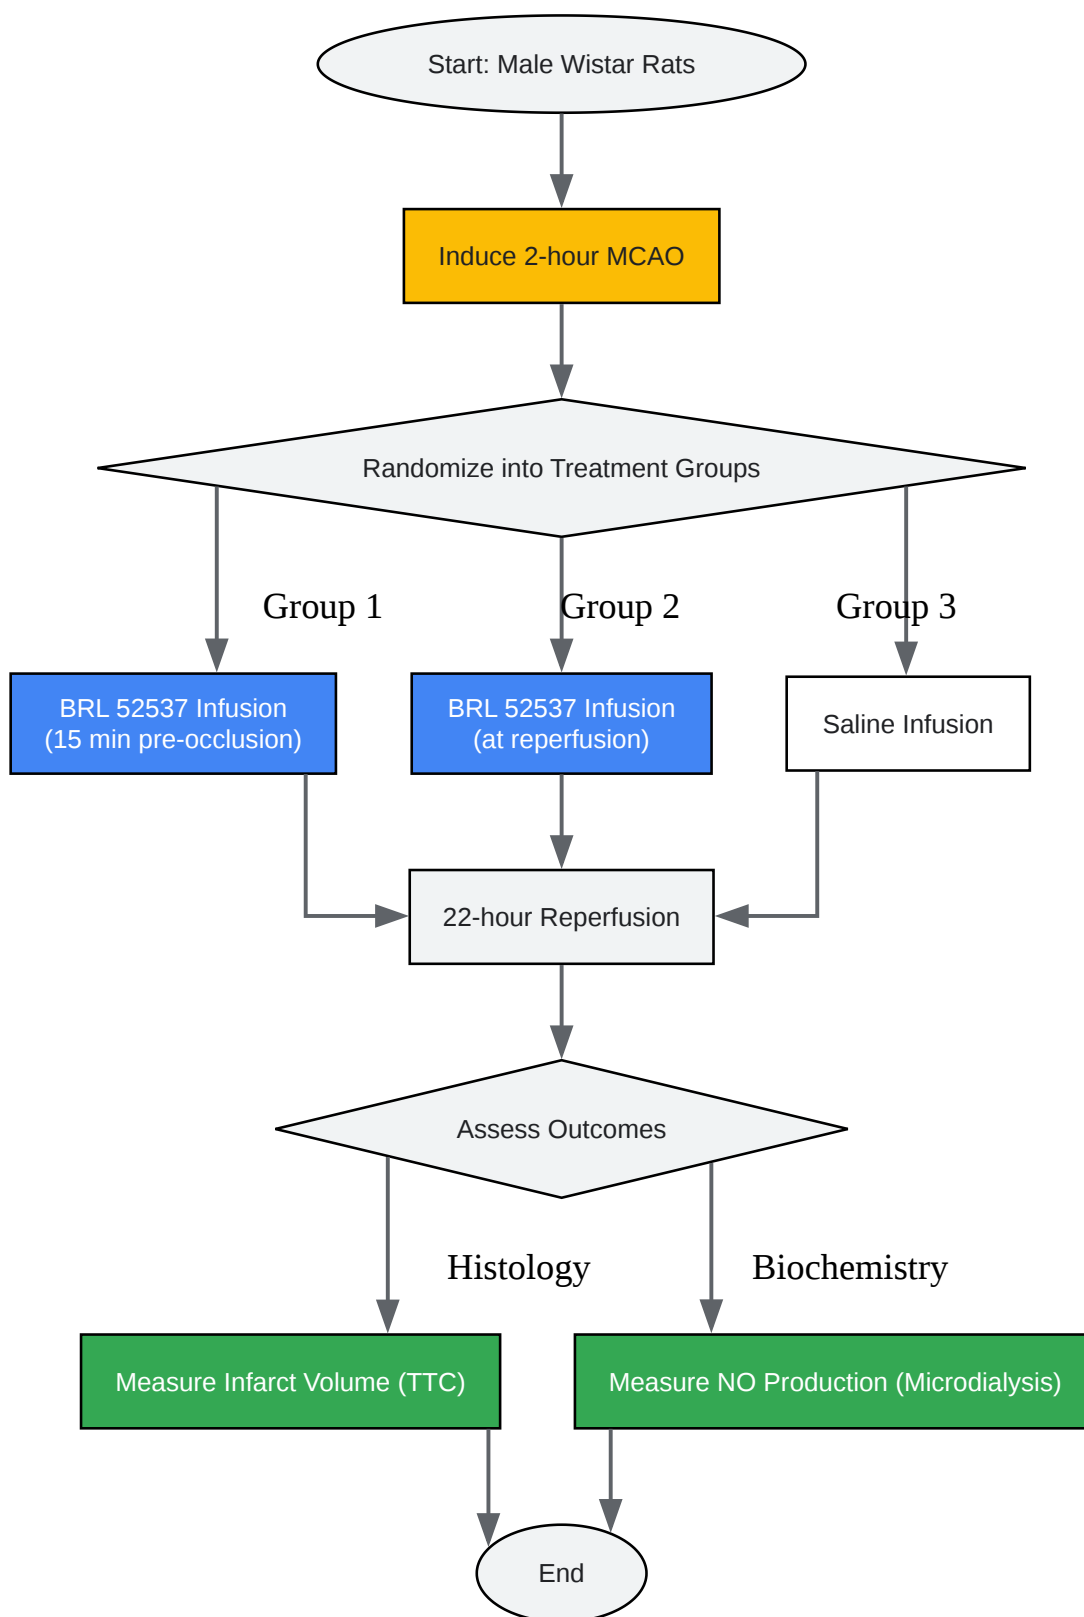 Start: Male Wistar Rats
Induce 2-hour MCAO
Randomize into Treatment Groups
Group 1
Group 2
Group 3
BRL 52537 Infusion
(15 min pre-occlusion)
BRL 52537 Infusion
(at reperfusion)
Saline Infusion
22-hour Reperfusion
Assess Outcomes
Histology
Biochemistry
Measure Infarct Volume (TTC)
Measure NO Production (Microdialysis)
End